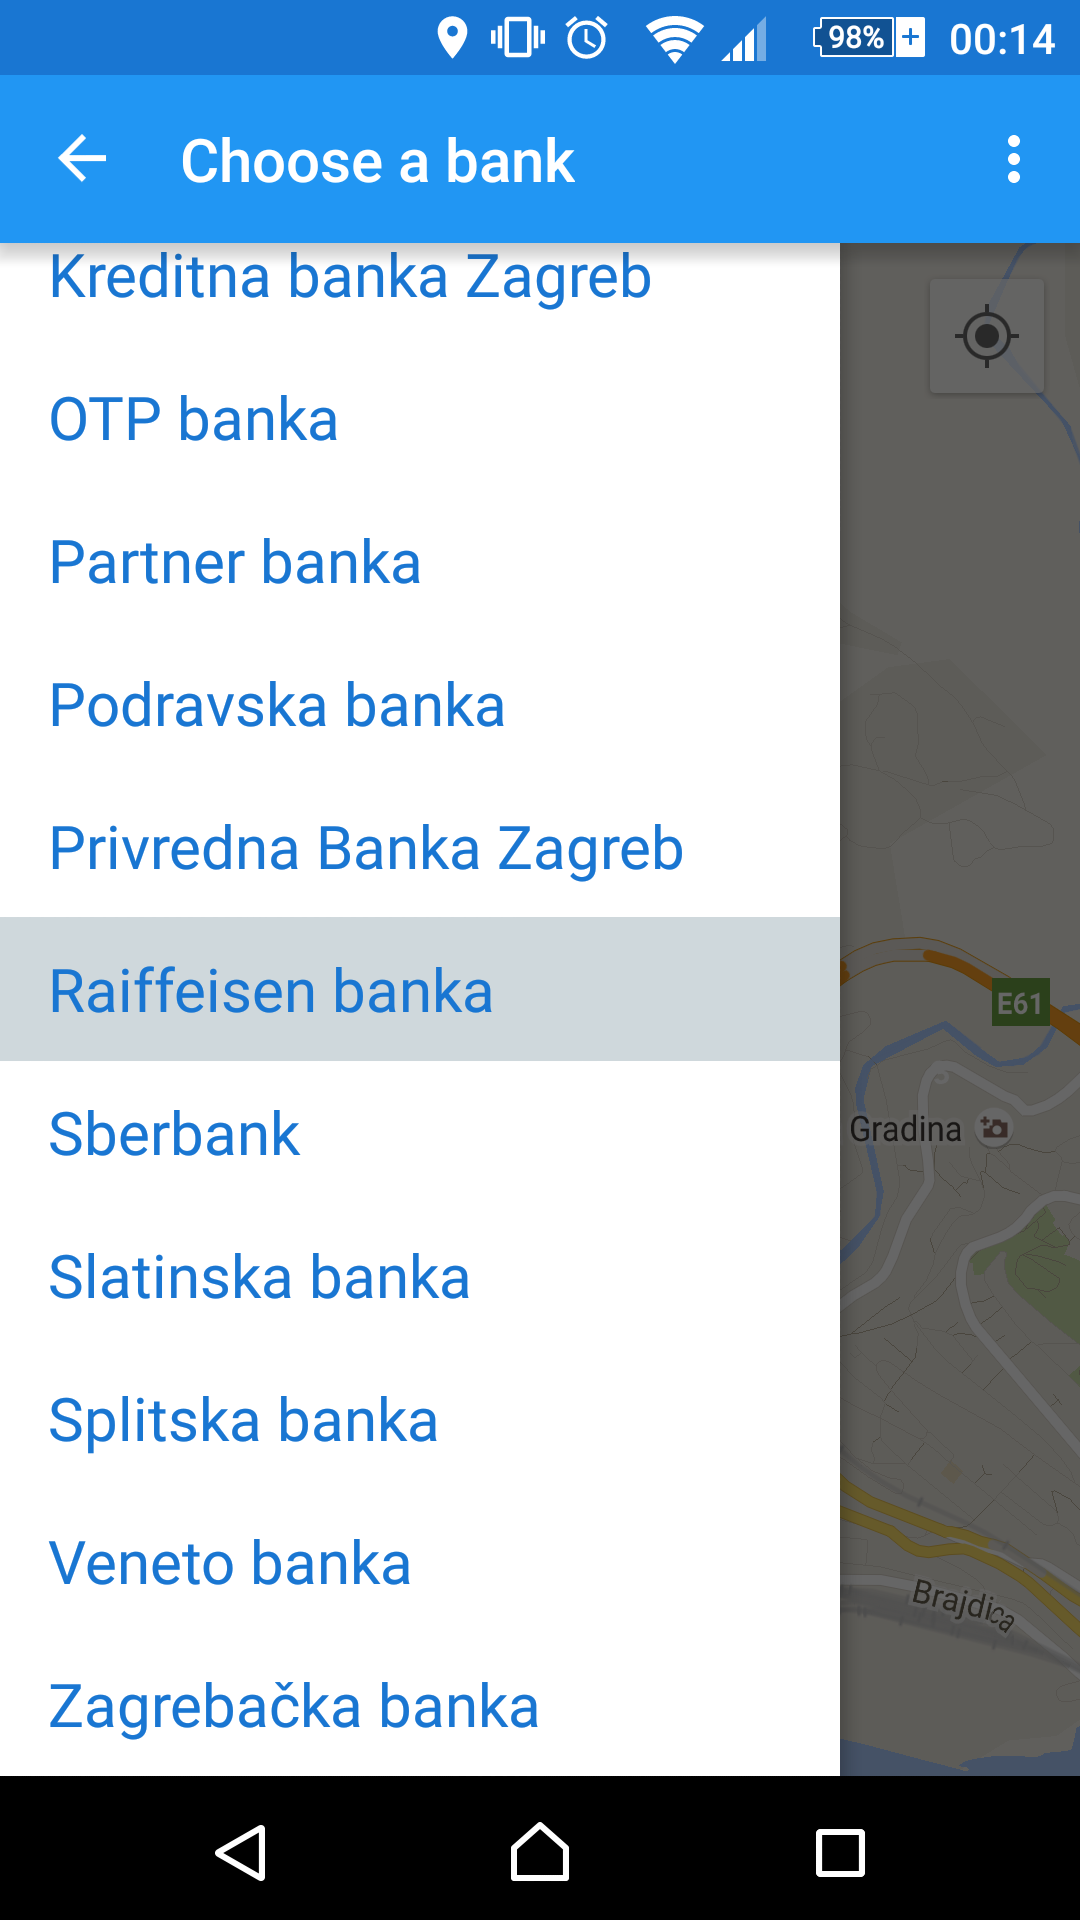 98%
00:14
Choose a bank
Kreditna banka Zagreb
OTP banka
Partner banka
Podravska banka
Privredna Banka Zagreb
Raiffeisen banka
E61
Sberbank
Gradina
Slatinska banka
Splitska banka
Veneto banka
Brajdica
Zagrebačka banka